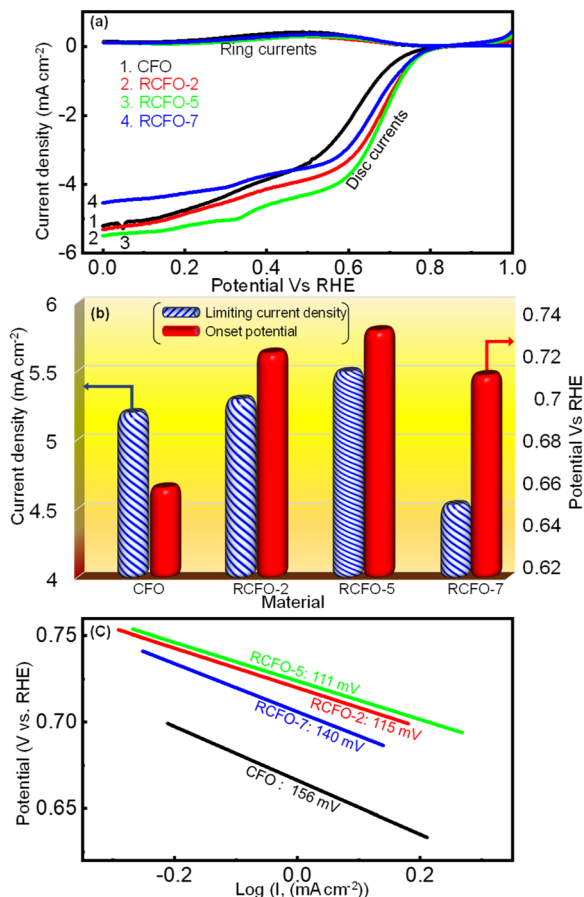 (a)
Ring currents
1. CFO
2. RCFO-2
3. RCFO-5
4. RCFO-7
Disc currents
4
1
2
3
0
-2
-4
-6
Current density (mA cm⁻²)
0.0 0.2 0.4 0.6 0.8 1.0
Potential Vs RHE
(b)
Limiting current density
Onset potential
6
5.5
5
4.5
4
Current density (mA cm⁻²)
0.74
0.72
0.7
0.68
0.66
0.64
0.62
Potential Vs RHE
CFO RCFO-2 RCFO-5 RCFO-7
Material
(C)
RCFO-5: 111 mV
RCFO-2: 115 mV
RCFO-7: 140 mV
CFO : 156 mV
0.75
0.70
0.65
Potential (V vs. RHE)
-0.2 0.0 0.2
Log (I, (mA cm⁻²))